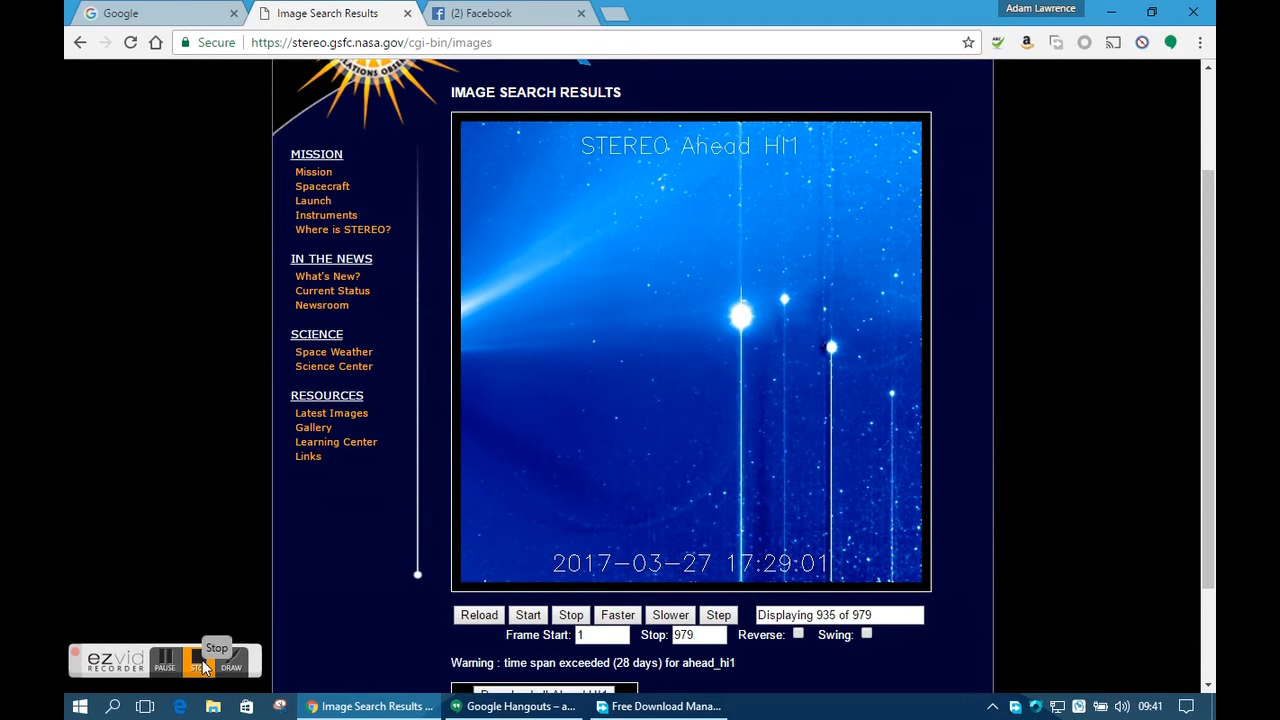 Google
Image Search Results
(2) Facebook
Adam Lawrence
Secure
https://stereo.gsfc.nasa.gov/cgi-bin/images
IMAGE SEARCH RESULTS
STEREO Ahead HI1
MISSION
Mission
Spacecraft
Launch
Instruments
Where is STEREO?
IN THE NEWS
What's New?
Current Status
Newsroom
SCIENCE
Space Weather
Science Center
RESOURCES
Latest Images
Gallery
Learning Center
Links
2017-03-27 17:29:01
Reload Start Stop Faster Slower Step Displaying 935 of 979
Frame Start: 1 Stop: 979 Reverse: Swing:
Warning : time span exceeded (28 days) for ahead_hi1
Stop
ezvid
RECORDER
PAUSE
DRAW
Image Search Results ...
Google Hangouts – a...
Free Download Mana...
09:41